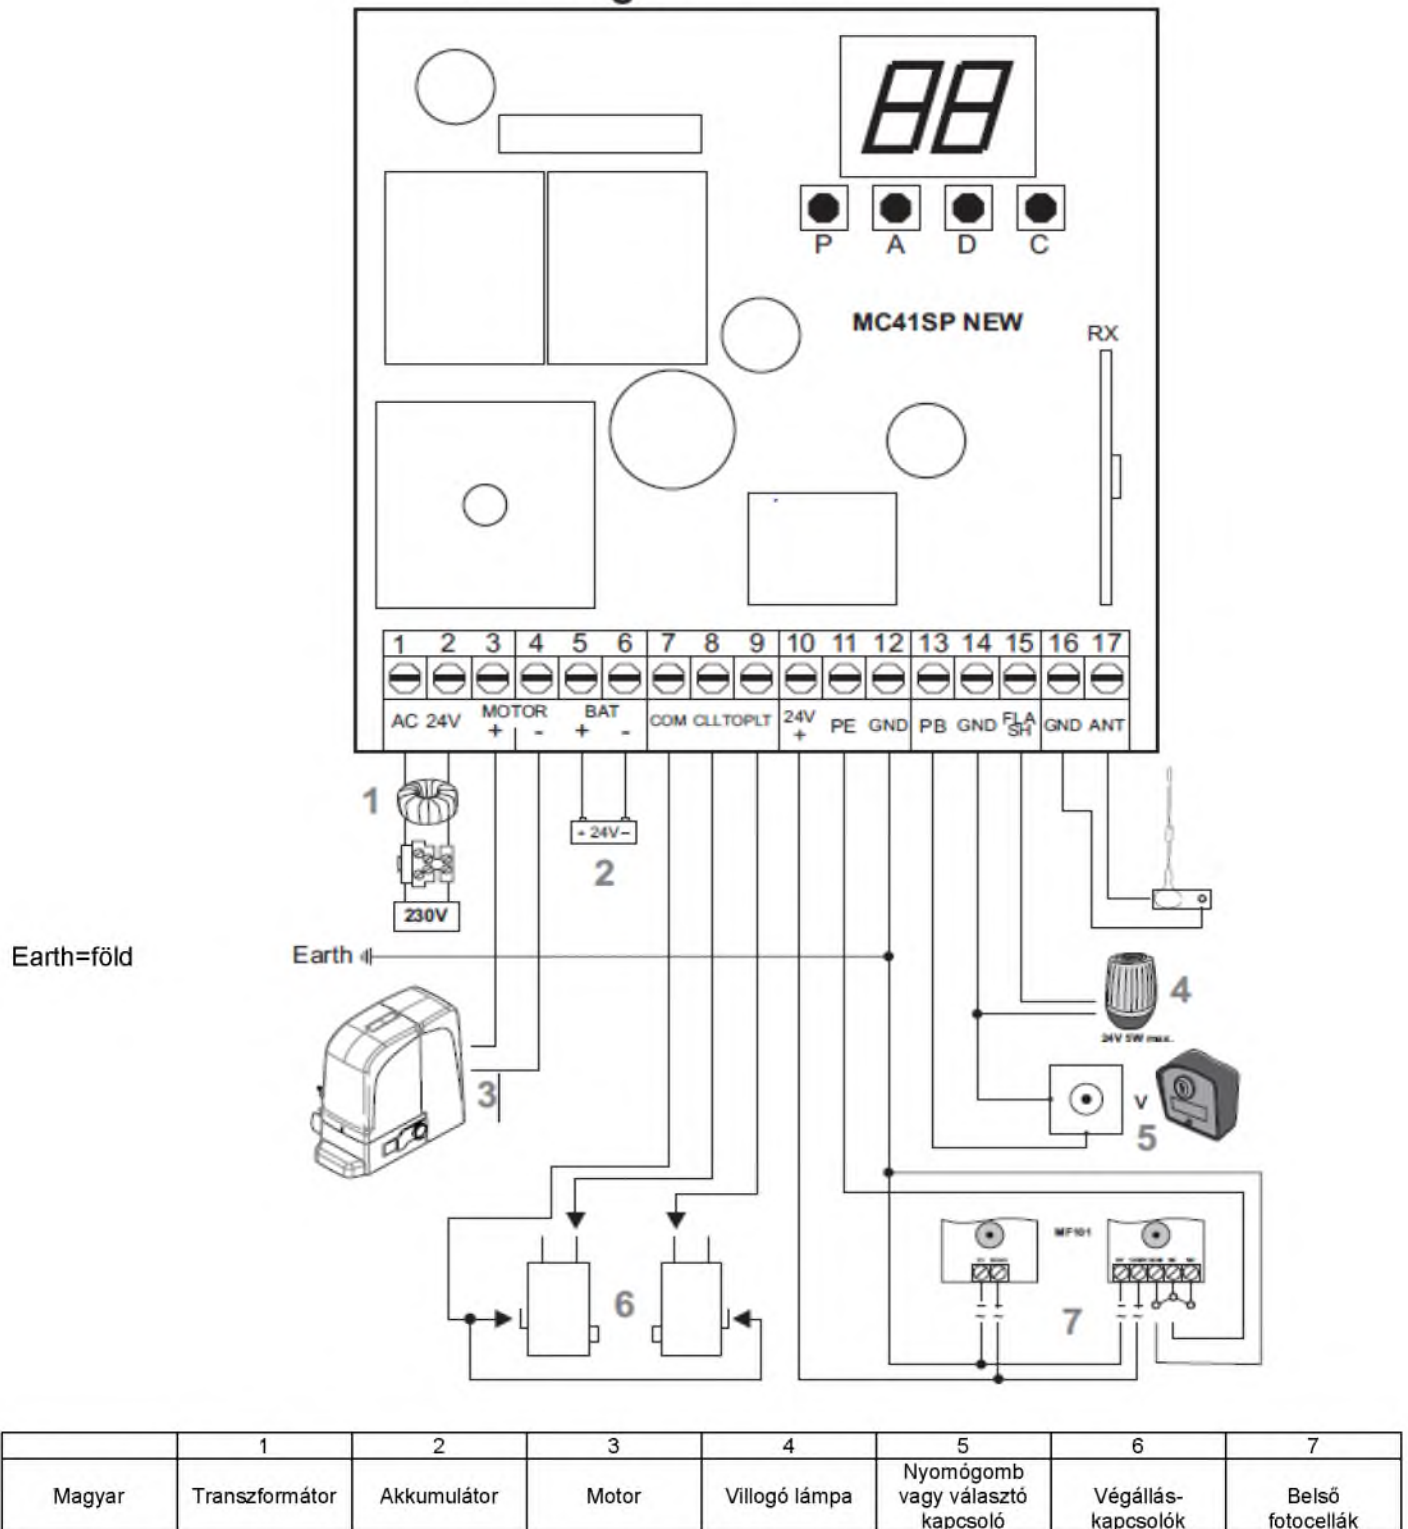 88
P A D C
MC41SP NEW
RX
1 2 3 4 5 6 7 8 9 10 11 12 13 14 15 16 17
AC 24V MOTOR + - BAT + - COM CLLTOPLT 24V + PE GND PB GND FLA SH GND ANT
1
+ 24V -
2
230V
Earth=föld
Earth
4
24V 5W max.
3
V
5
MF101
6
7
1 2 3 4 5 6 7
Magyar Transzformátor Akkumulátor Motor Villogó lámpa Nyomógomb vagy választó kapcsoló Végállás- kapcsolók Belső fotocellák